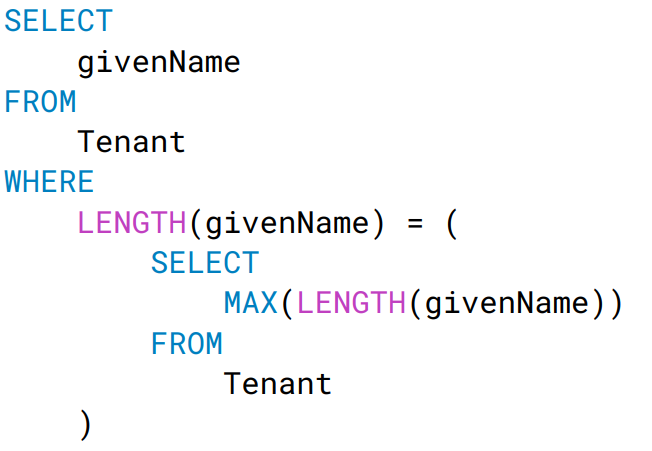 SELECT
    givenName
FROM
    Tenant
WHERE
    LENGTH(givenName) = (
        SELECT
            MAX(LENGTH(givenName))
        FROM
            Tenant
    )